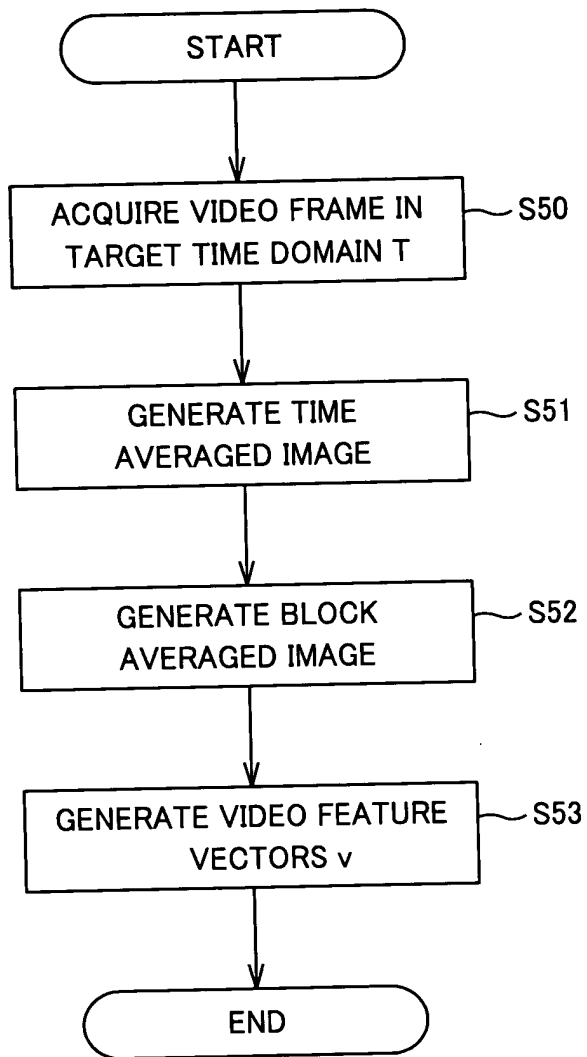 START
ACQUIRE VIDEO FRAME IN
TARGET TIME DOMAIN T
S50
GENERATE TIME
AVERAGED IMAGE
S51
GENERATE BLOCK
AVERAGED IMAGE
S52
GENERATE VIDEO FEATURE
VECTORS v
S53
END